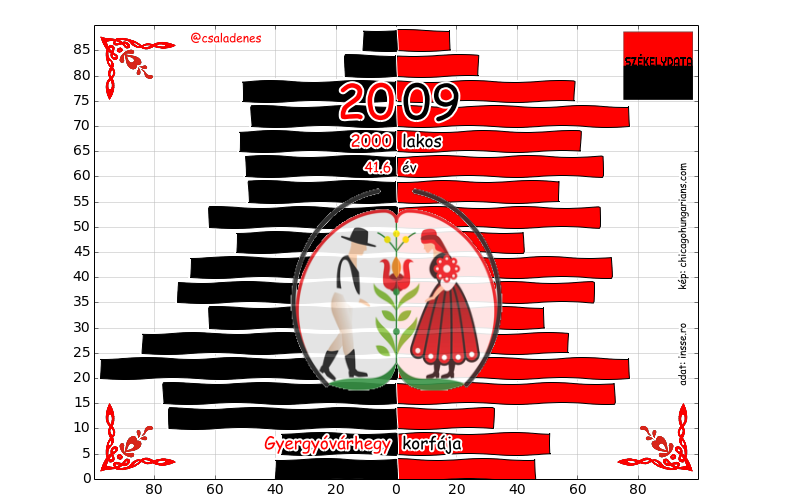 @csaladenes
SZÉKELYDATA
2009
2000 lakos
41.6 év
kép: chicagohungarians.com
adat: insse.ro
Gyergyóvárhegy korfája
85
80
75
70
65
60
55
50
45
40
35
30
25
20
15
10
5
0
80 60 40 20 0 20 40 60 80